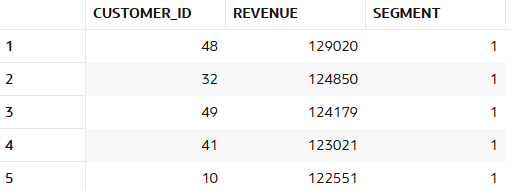 CUSTOMER_ID REVENUE SEGMENT
1 48 129020 1
2 32 124850 1
3 49 124179 1
4 41 123021 1
5 10 122551 1